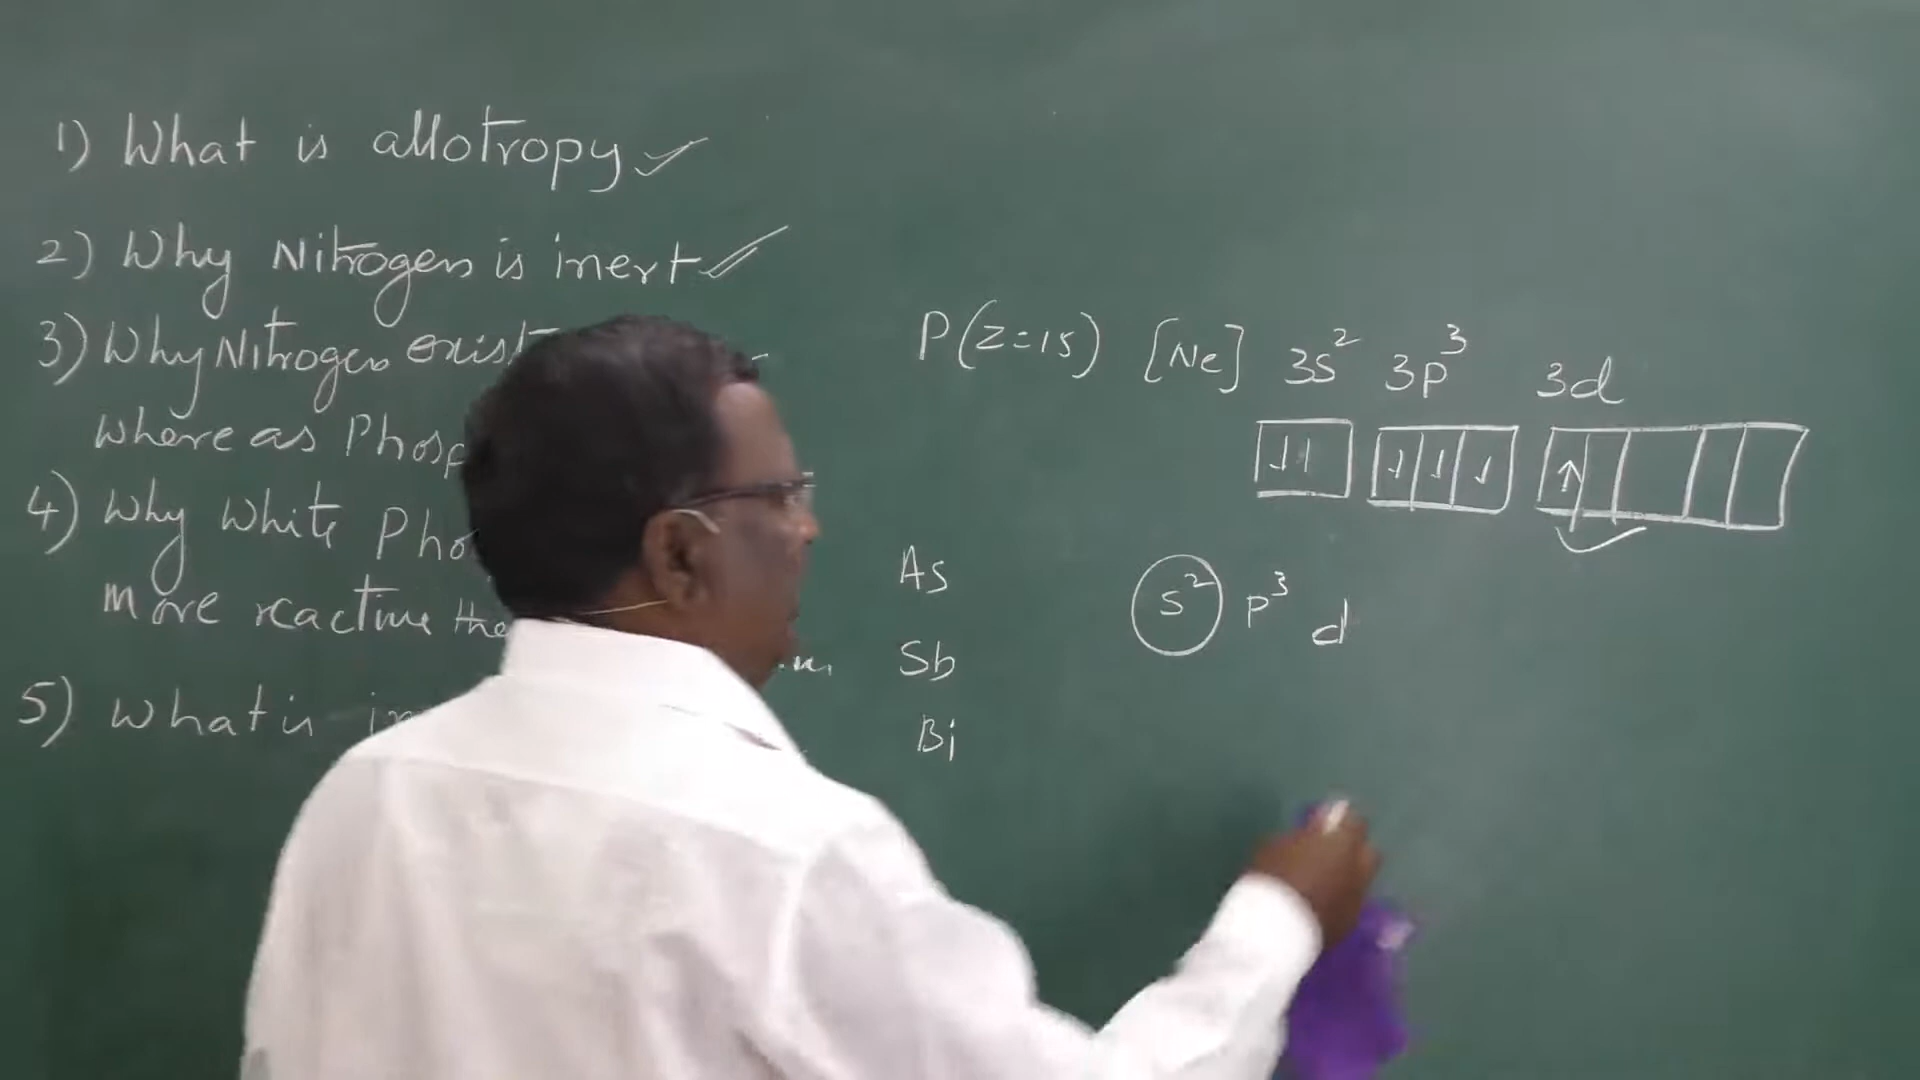 1) What is allotropy
2) Why Nitrogen is inert
3) Why Nitrogen exist
where as Phosp
4) Why White Pho
more reactive the
5) What is in
P(Z=15) [Ne] 3s² 3p³ 3d
As
s² p³ d
Sb
Bi